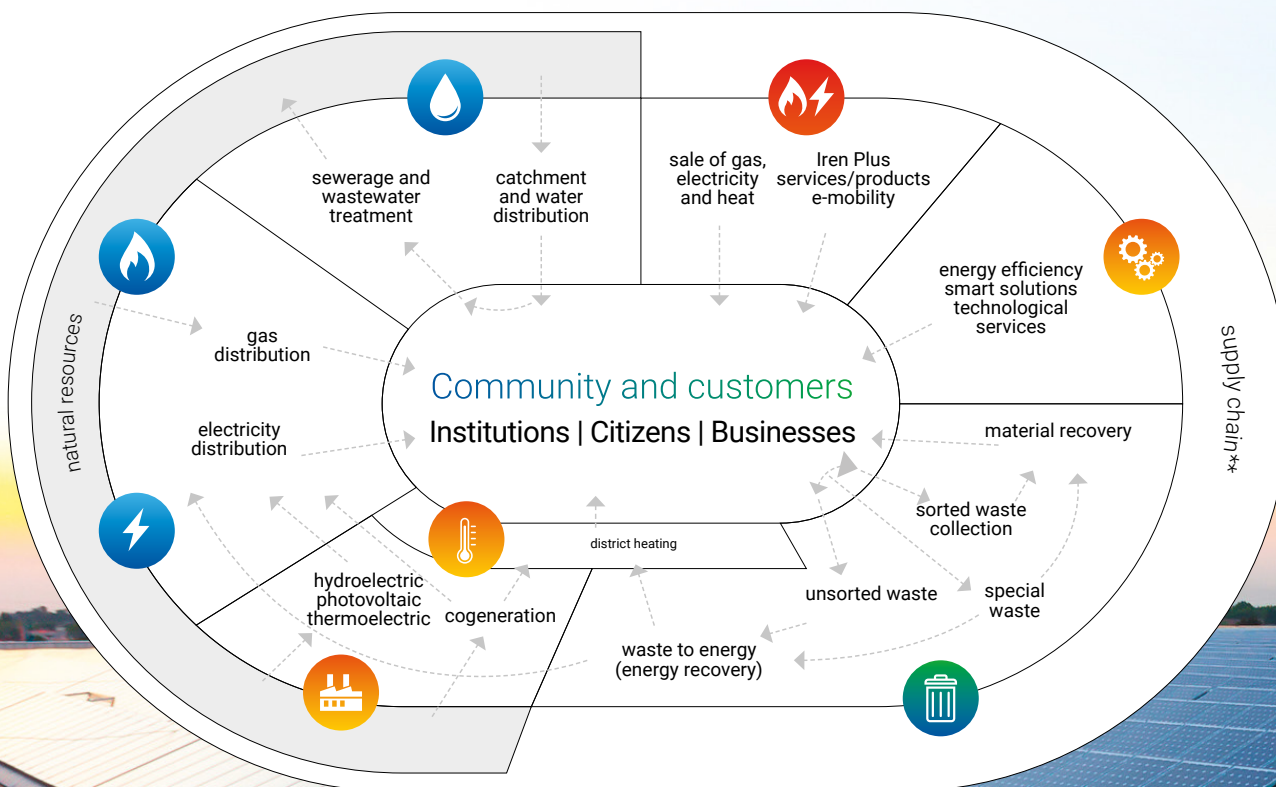 sewerage and
wastewater
treatment
catchment
and water
distribution
sale of gas,
electricity
and heat
Iren Plus
services/products
e-mobility
energy efficiency
smart solutions
technological
services
natural resources
gas
distribution
electricity
distribution
Community and customers
Institutions | Citizens | Businesses
supply chain**
material recovery
sorted waste
collection
special
waste
unsorted waste
district heating
hydroelectric
photovoltaic
thermoelectric
cogeneration
waste to energy
(energy recovery)